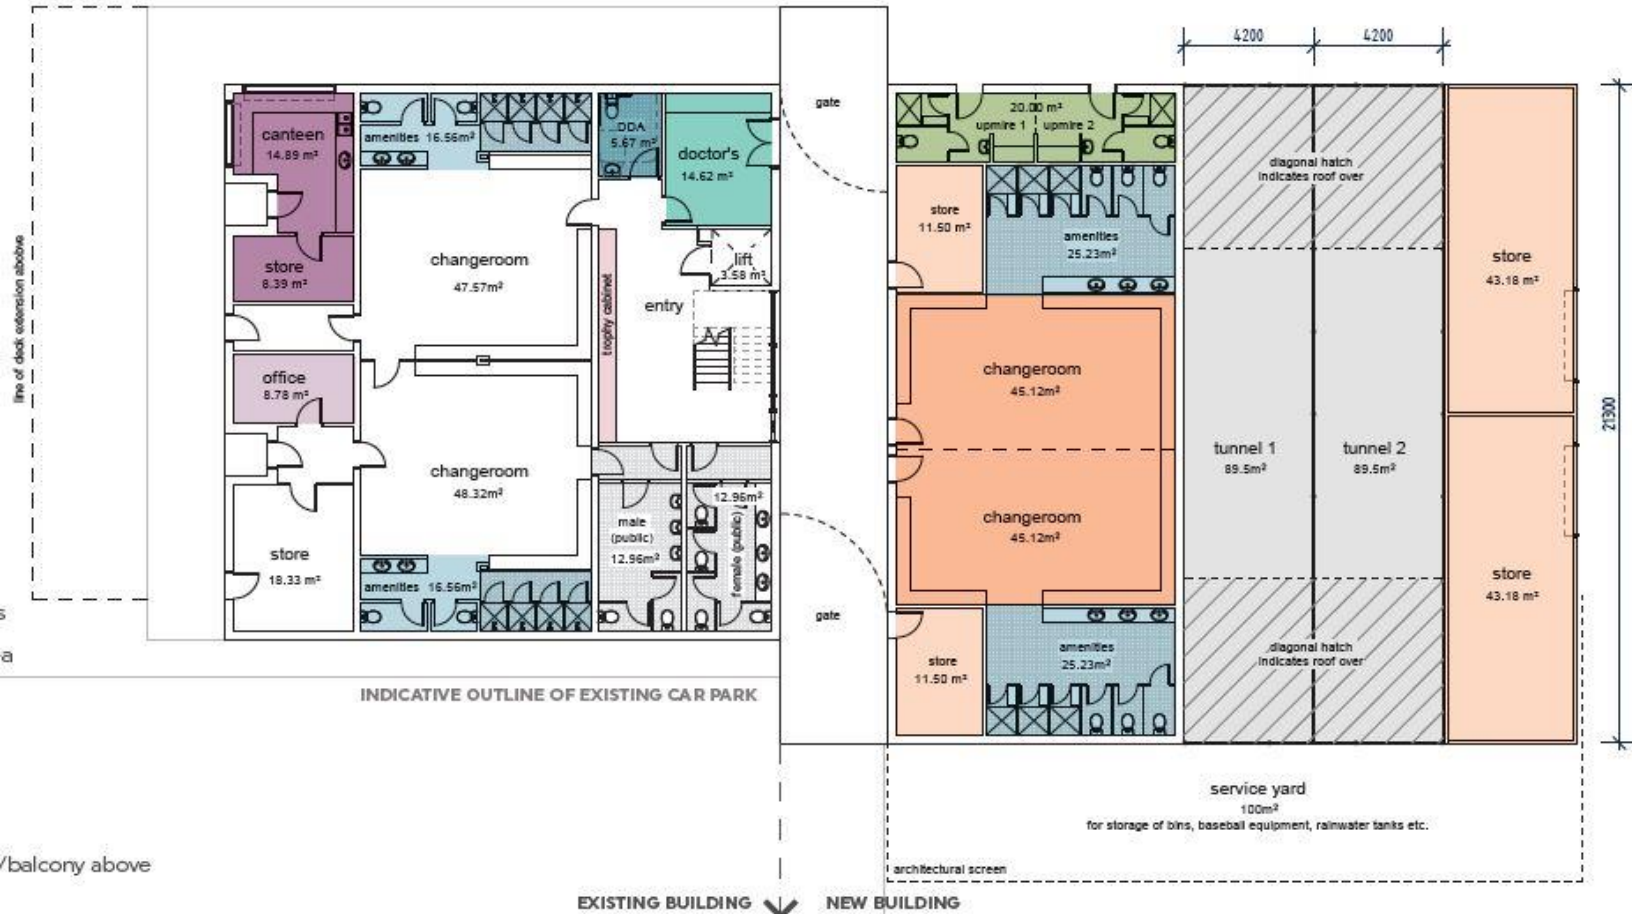 4200
4200
gate
canteen
14.89 m²
amenities 16.56m²
DDA
5.67 m²
doctor's
14.62 m²
20.00 m²
upmire 1
upmire 2
diagonal hatch
indicates roof over
store
11.50 m²
amenities
25.23m²
line of deck extension abobve
store
8.39 m²
changeroom
47.57m²
trophy cabinet
lift
3.58 m²
entry
store
43.18 m²
changeroom
45.12m²
office
8.78 m²
21300
tunnel 1
89.5m²
tunnel 2
89.5m²
changeroom
48.32m²
male
(public)
12.96m²
12.96m²
female (public)
changeroom
45.12m²
store
18.33 m²
amenities 16.56m²
store
43.18 m²
gate
s
a
store
11.50 m²
amenities
25.23m²
diagonal hatch
indicates roof over
INDICATIVE OUTLINE OF EXISTING CAR PARK
service yard
100m²
for storage of bins, baseball equipment, rainwater tanks etc.
/balcony above
architectural screen
EXISTING BUILDING
NEW BUILDING